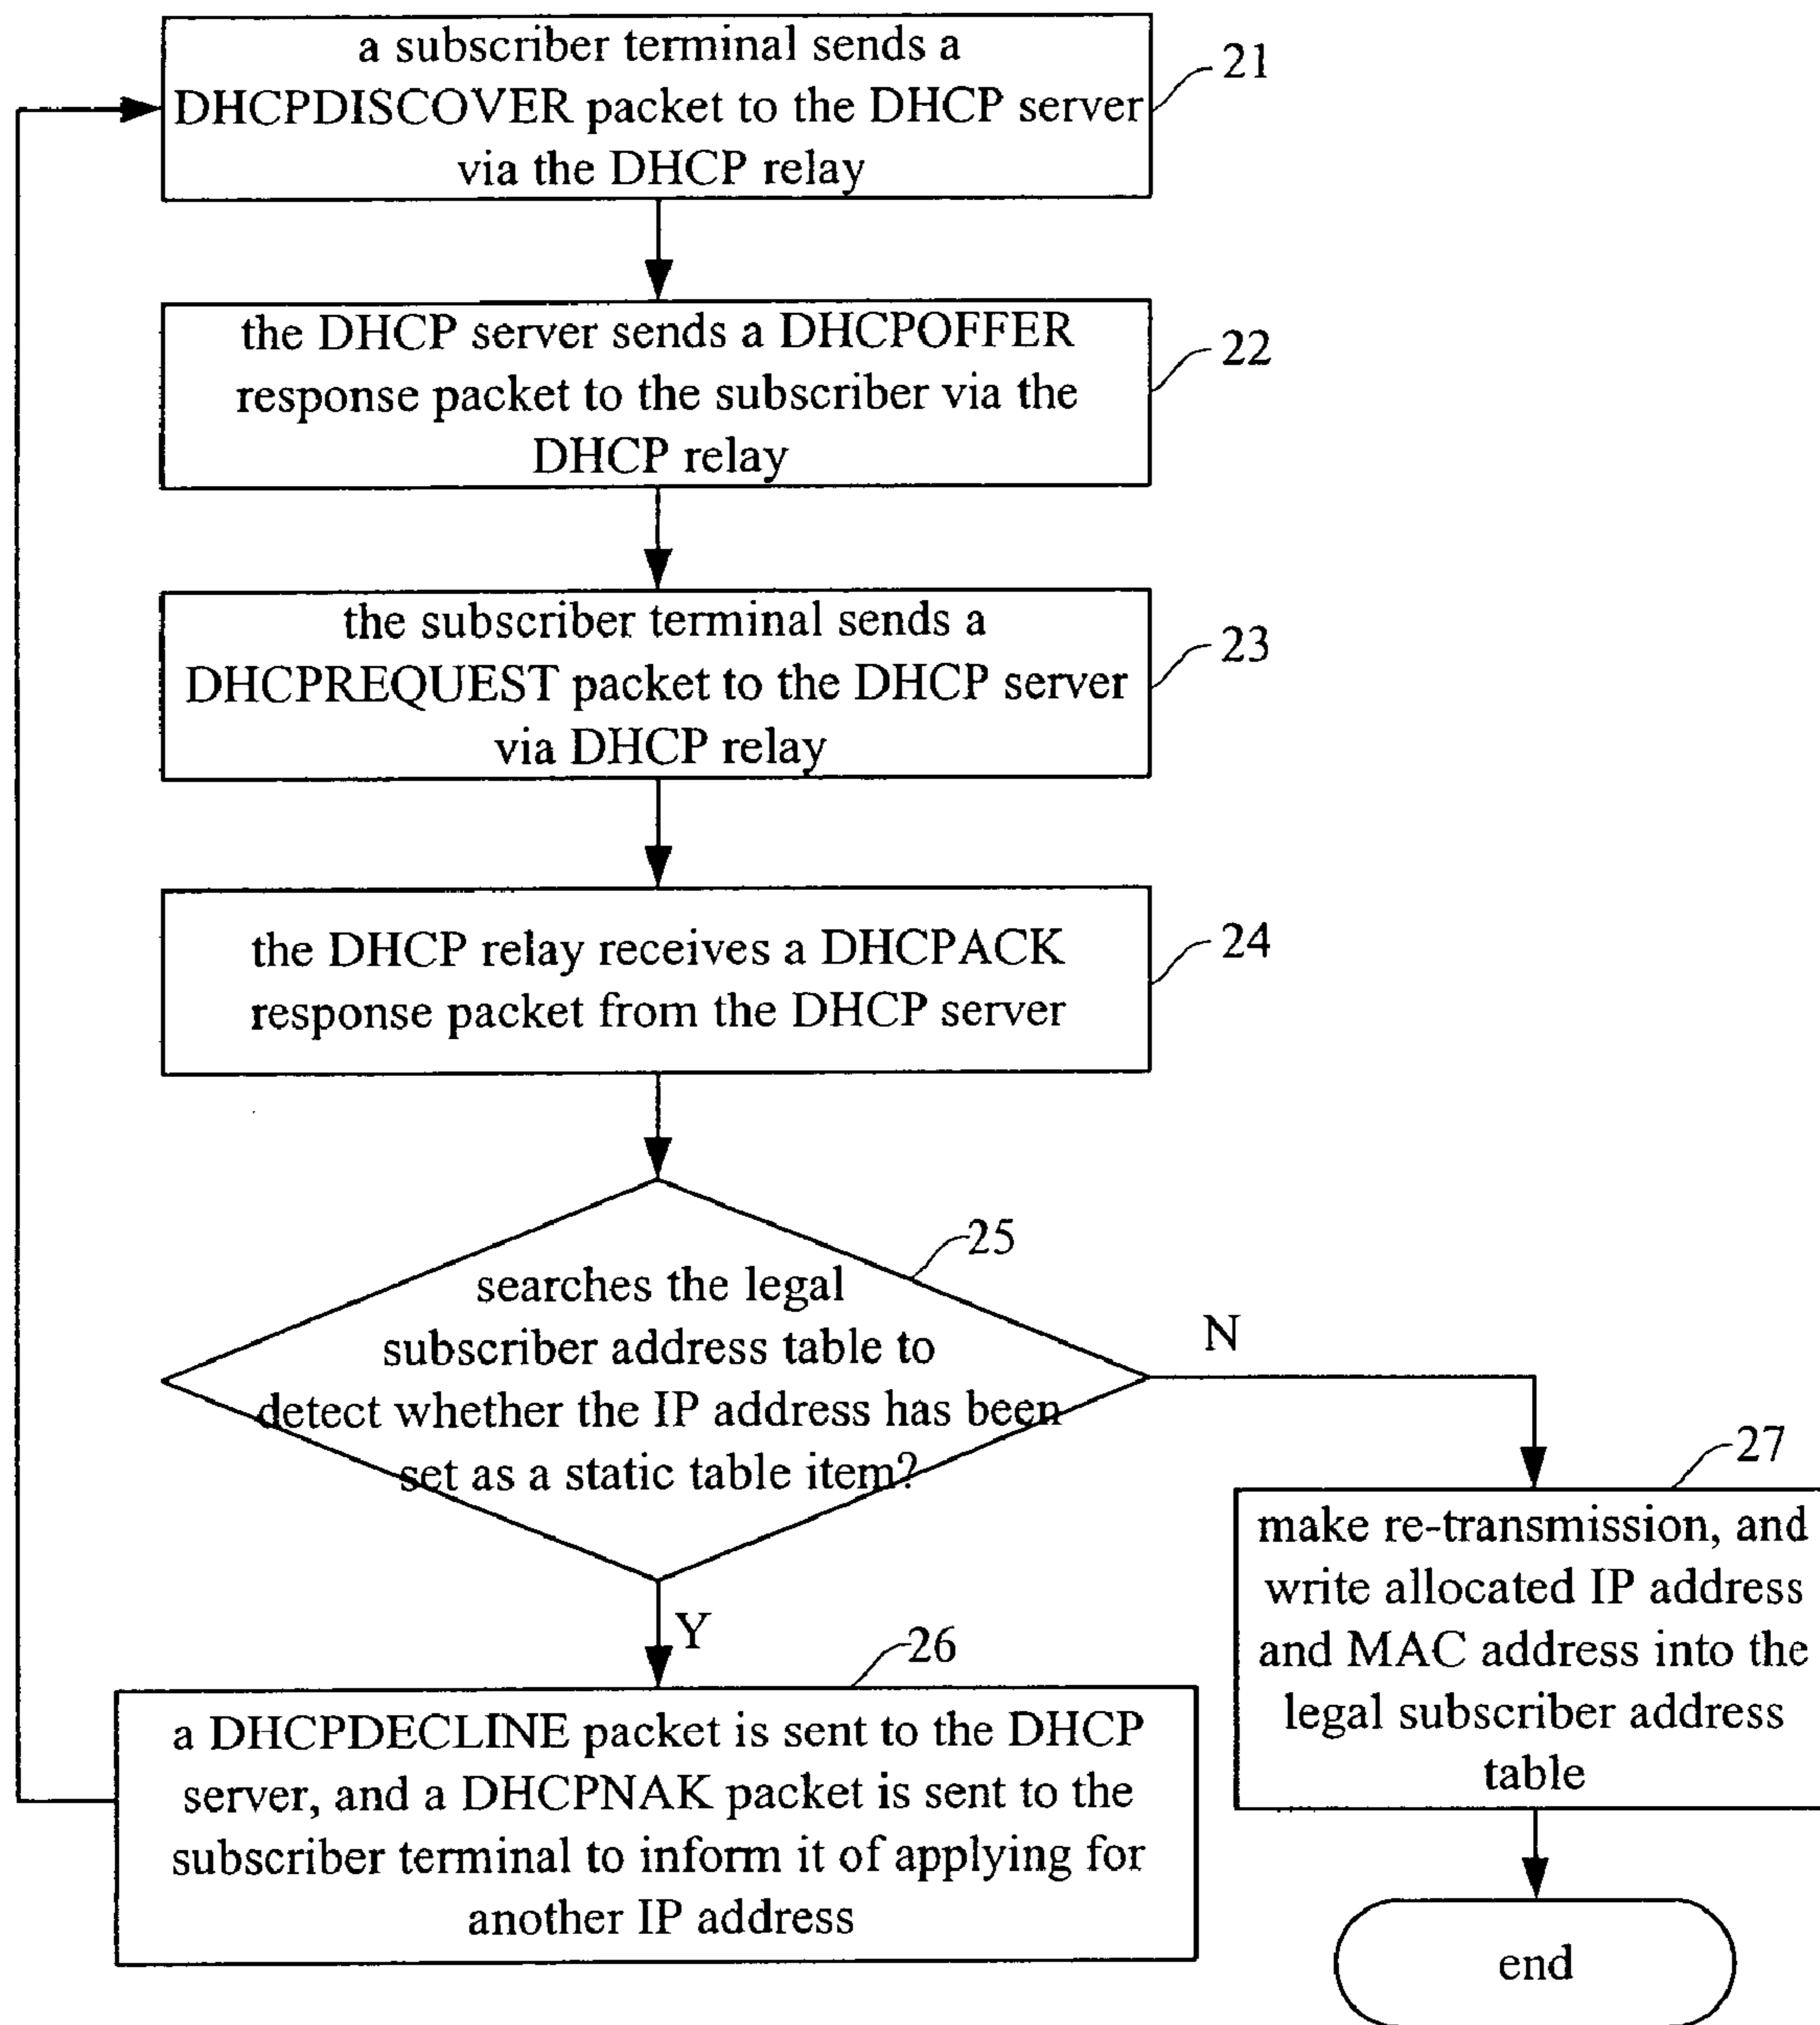 a subscriber terminal sends a
DHCPDISCOVER packet to the DHCP server
via the DHCP relay
21
the DHCP server sends a DHCPOFFER
response packet to the subscriber via the
DHCP relay
22
the subscriber terminal sends a
DHCPREQUEST packet to the DHCP server
via DHCP relay
23
the DHCP relay receives a DHCPACK
response packet from the DHCP server
24
25
searches the legal
subscriber address table to
detect whether the IP address has been
set as a static table item?
N
Y
26
a DHCPDECLINE packet is sent to the DHCP
server, and a DHCPNAK packet is sent to the
subscriber terminal to inform it of applying for
another IP address
27
make re-transmission, and
write allocated IP address
and MAC address into the
legal subscriber address
table
end